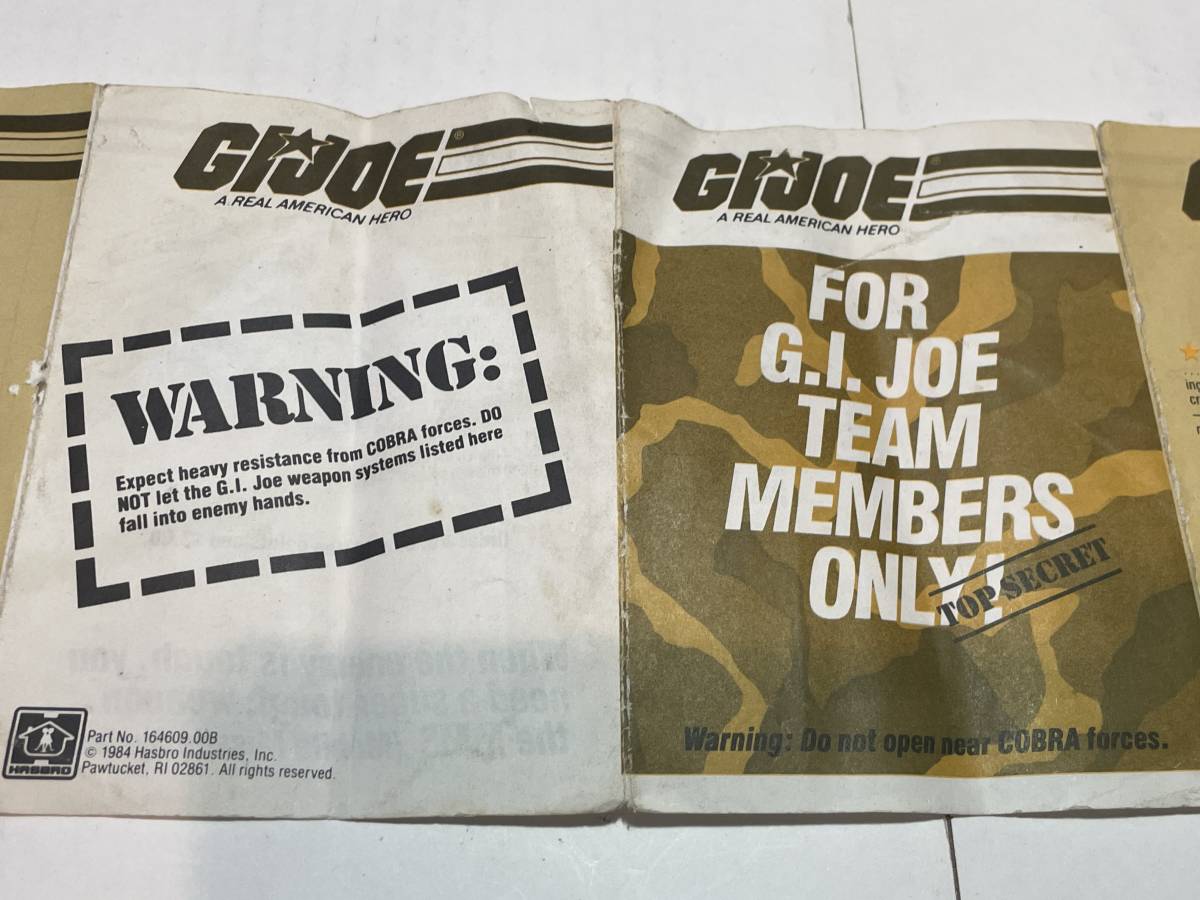 GIJOE®
A REAL AMERICAN HERO
WARNING:
Expect heavy resistance from COBRA forces. DO
NOT let the G.I. Joe weapon systems listed here
fall into enemy hands.
HASBRO
Part No. 164609.00B
© 1984 Hasbro Industries, Inc.
Pawtucket, RI 02861. All rights reserved.
GIJOE®
A REAL AMERICAN HERO
FOR
G.I. JOE
TEAM
MEMBERS
ONLY!
TOP SECRET
Warning: Do not open near COBRA forces.